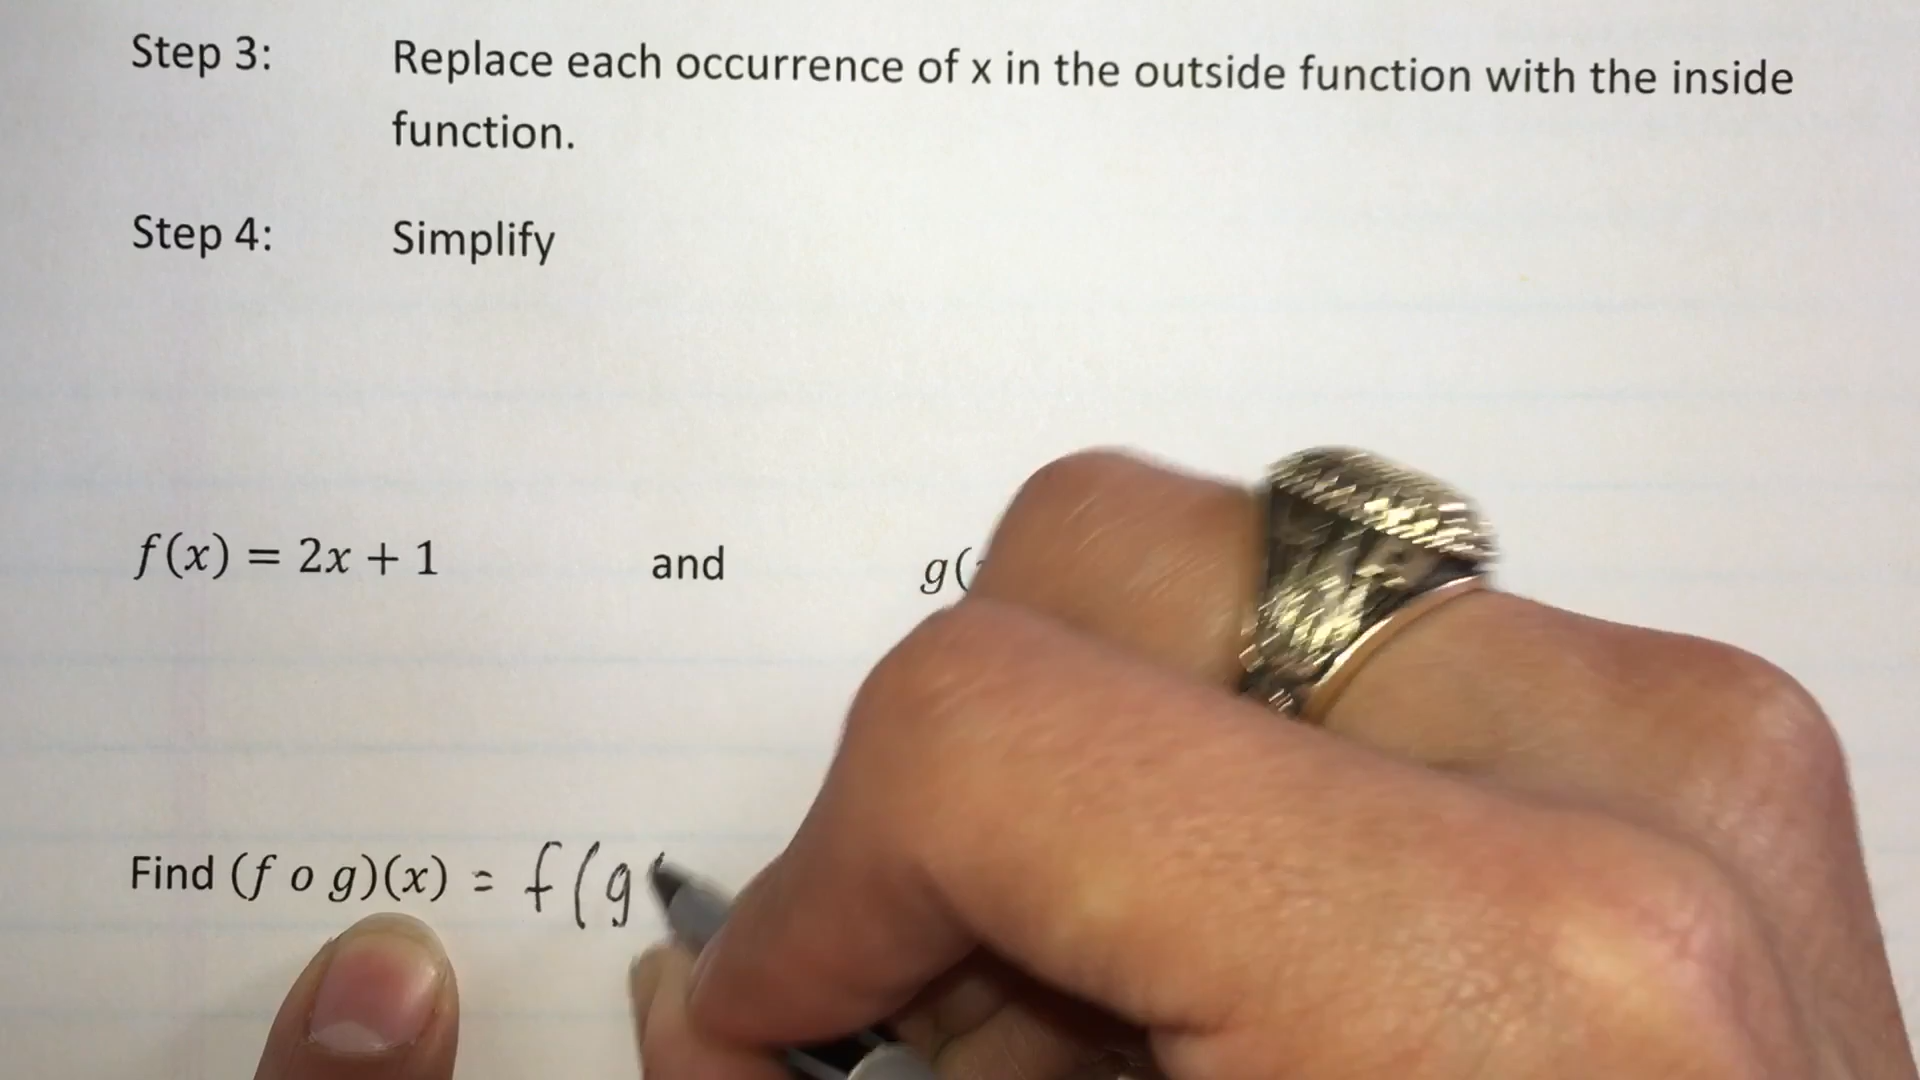 Step 3: Replace each occurrence of x in the outside function with the inside
function.
Step 4: Simplify
f(x) = 2x + 1 and g(
Find (f o g)(x) = f(g